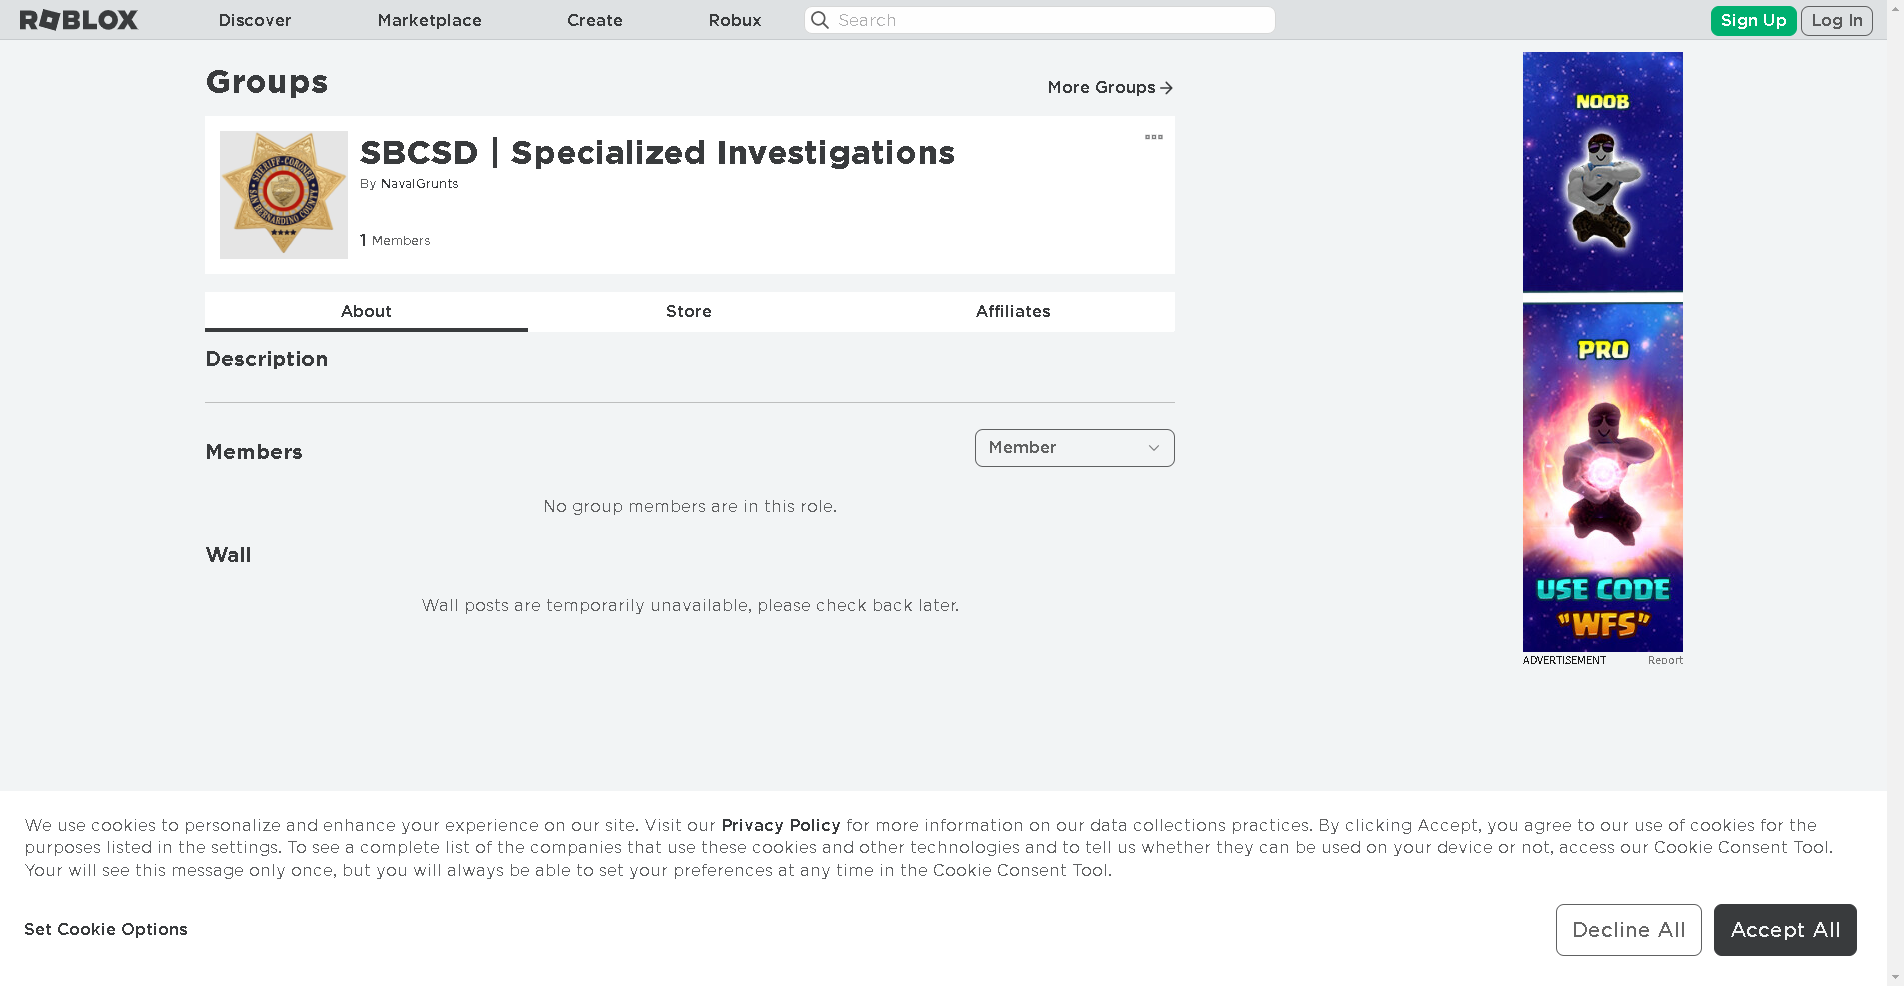 ROBLOX Discover Marketplace Create Robux Search Sign Up Log In
Groups
More Groups
SBCSD | Specialized Investigations
By NavalGrunts
1 Members
SHERIFF-CORONER
SAN BERNARDINO COUNTY
About Store Affiliates
Description
Members
Member
No group members are in this role.
Wall
Wall posts are temporarily unavailable, please check back later.
NOOB
PRO
USE CODE
"WFS"
ADVERTISEMENT Report
We use cookies to personalize and enhance your experience on our site. Visit our Privacy Policy for more information on our data collections practices. By clicking Accept, you agree to our use of cookies for the
purposes listed in the settings. To see a complete list of the companies that use these cookies and other technologies and to tell us whether they can be used on your device or not, access our Cookie Consent Tool.
Your will see this message only once, but you will always be able to set your preferences at any time in the Cookie Consent Tool.
Set Cookie Options
Decline All Accept All